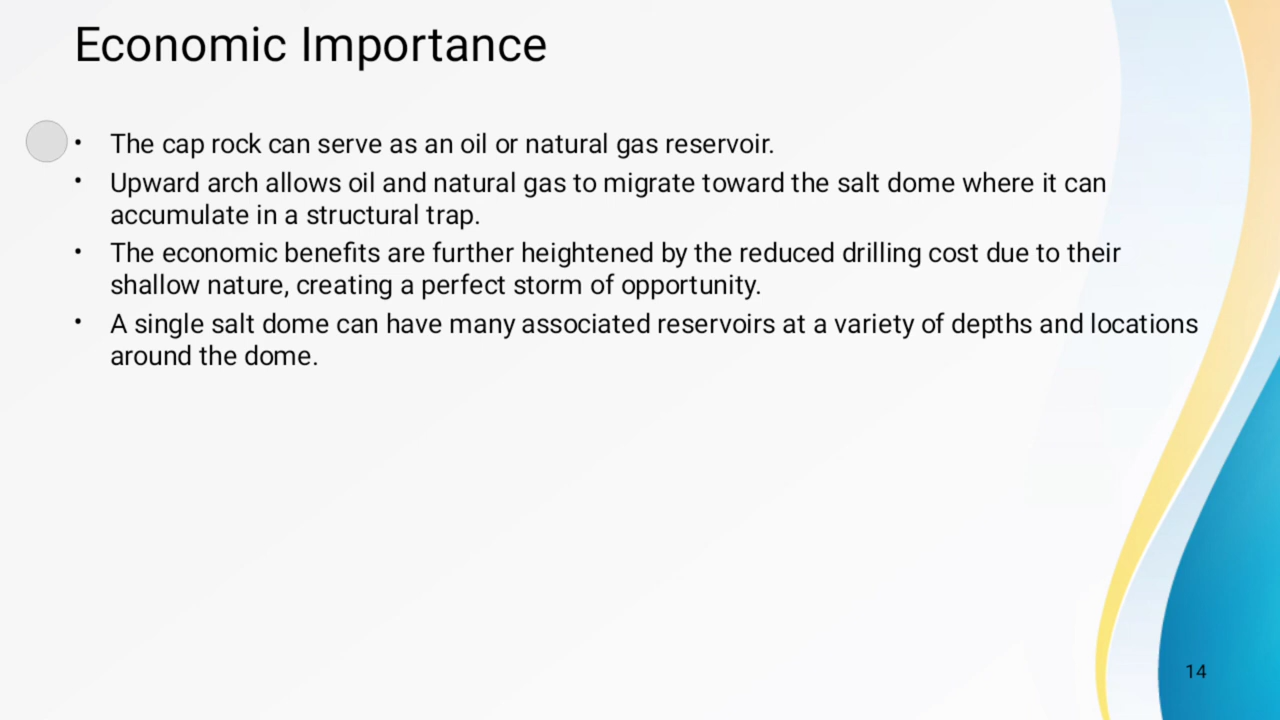 Economic Importance
• The cap rock can serve as an oil or natural gas reservoir.
• Upward arch allows oil and natural gas to migrate toward the salt dome where it can
accumulate in a structural trap.
• The economic benefits are further heightened by the reduced drilling cost due to their
shallow nature, creating a perfect storm of opportunity.
• A single salt dome can have many associated reservoirs at a variety of depths and locations
around the dome.
14